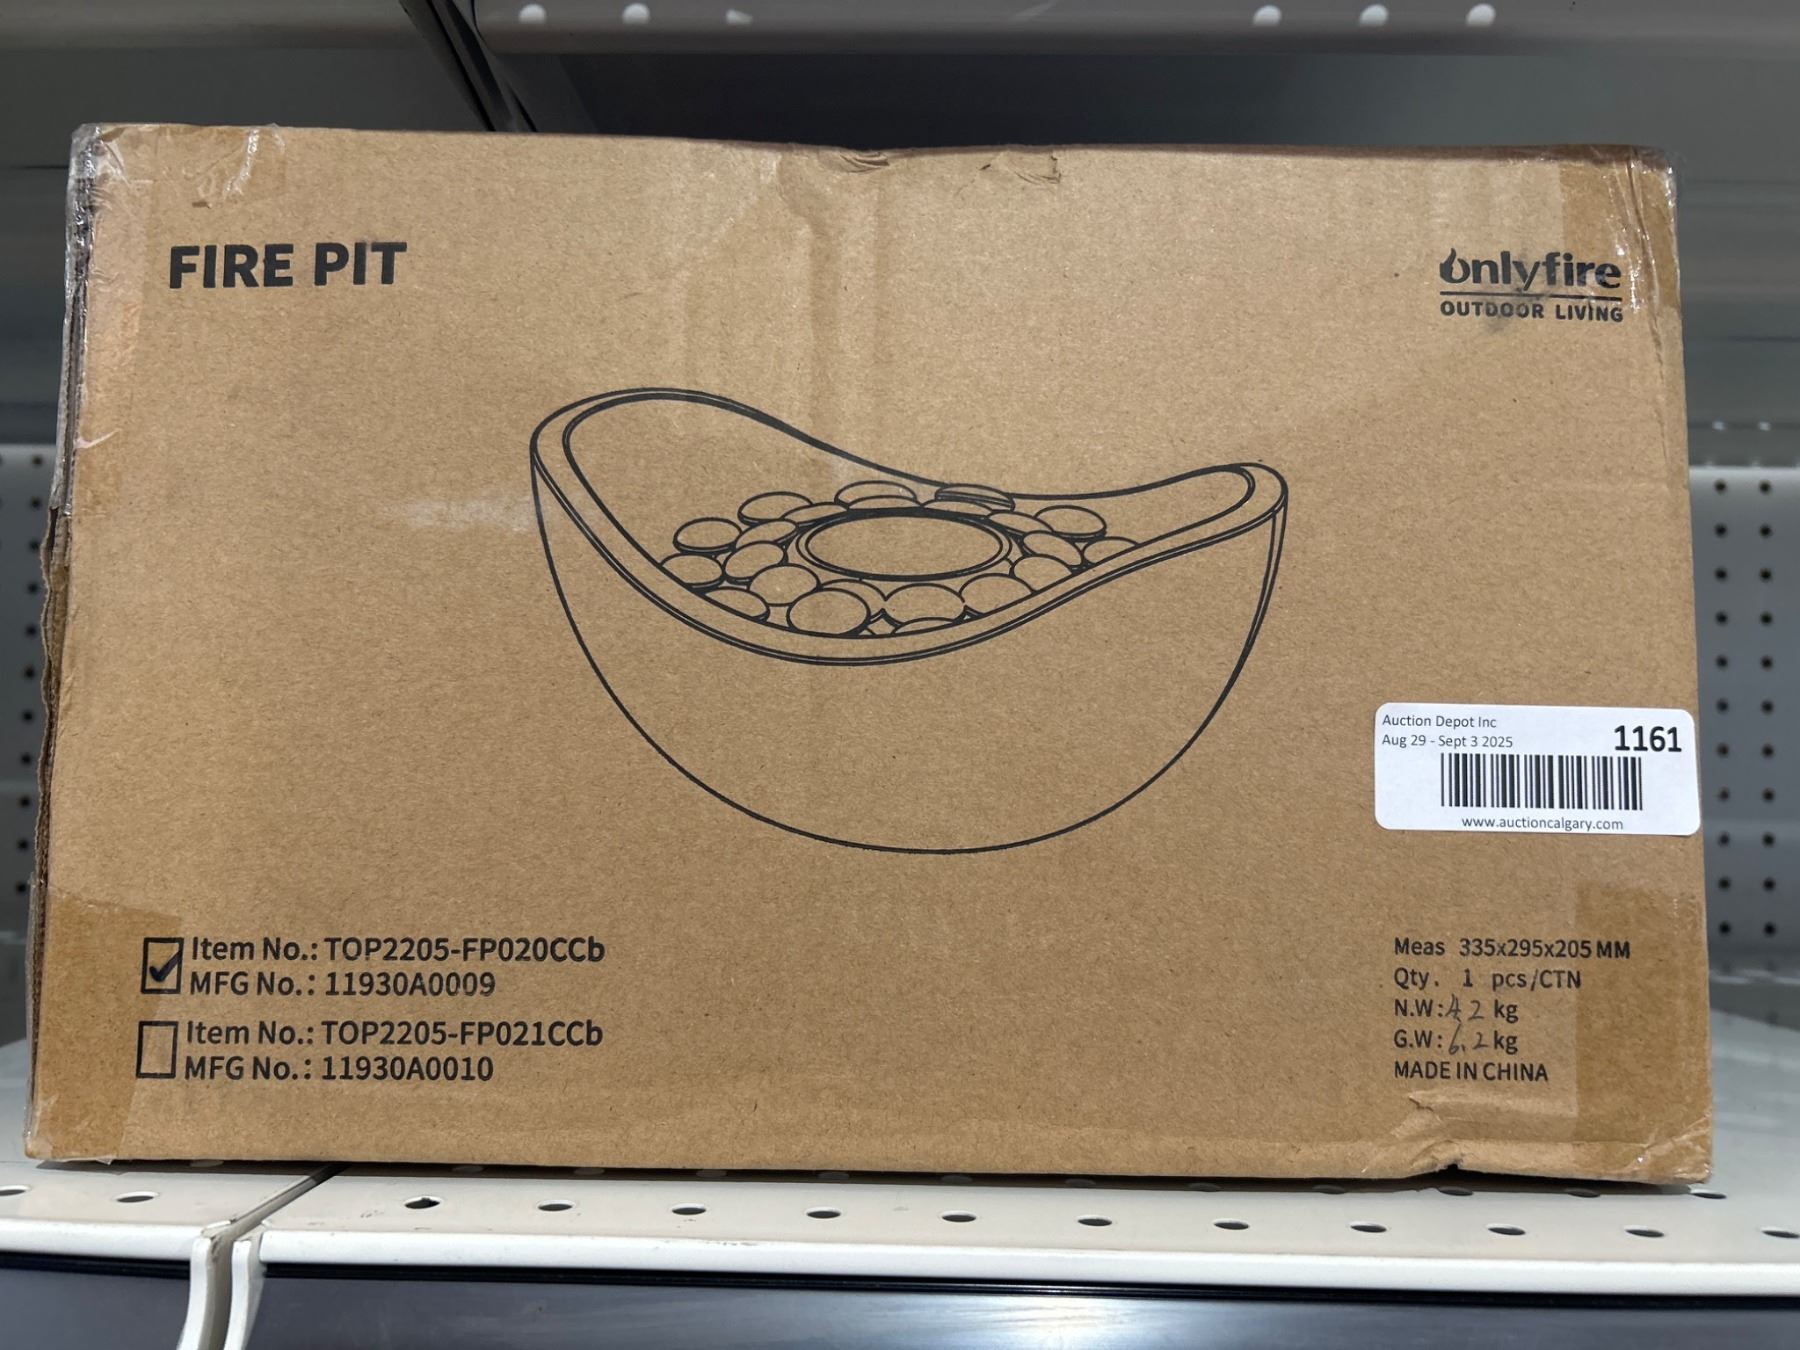 FIRE PIT
onlyfire
OUTDOOR LIVING
Auction Depot Inc
Aug 29 - Sept 3 2025
1161
www.auctioncalgary.com
Item No.: TOP2205-FP020CCb
MFG No.: 11930A0009
Item No.: TOP2205-FP021CCb
MFG No.: 11930A0010
Meas 335x295x205 MM
Qty. 1 pcs/CTN
N.W: 4.2 kg
G.W: 6.2 kg
MADE IN CHINA